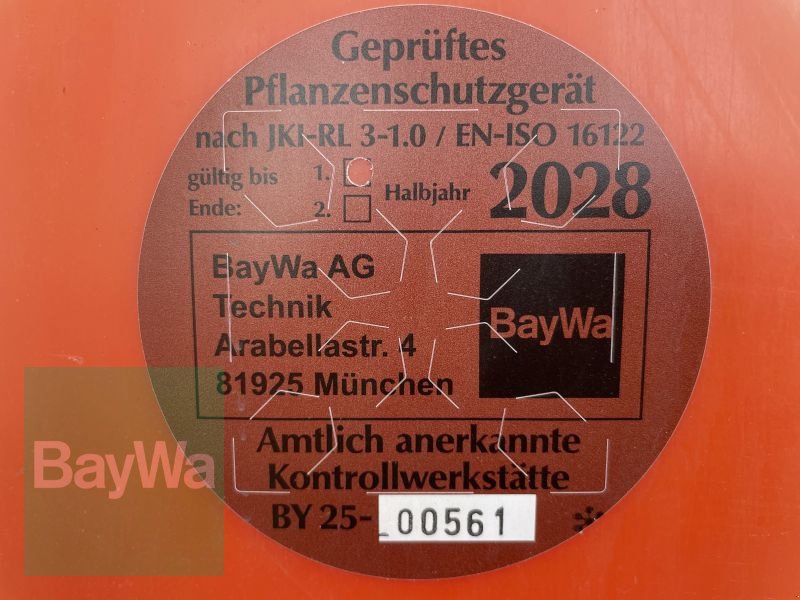 Geprüftes
Pflanzenschutzgerät
nach JKI-RL 3-1.0 / EN-ISO 16122
gültig bis 1. Halbjahr 2028
Ende: 2.
BayWa AG
Technik
Arabellastr. 4
81925 München
BayWa
Amtlich anerkannte
Kontrollwerkstätte
BY 25- 00561 *
BayWa